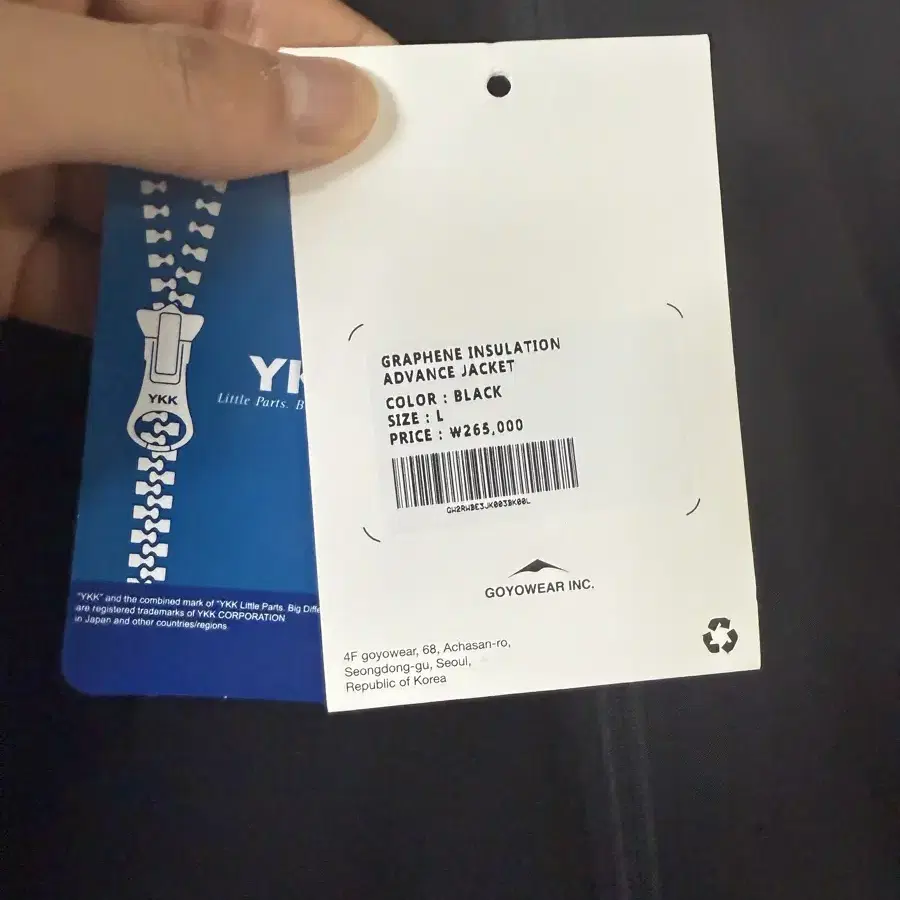 YKK
Little Parts. B
YKK
"YKK" and the combined mark of "YKK Little Parts. Big Diffe
are registered trademarks of YKK CORPORATION
in Japan and other countries/regions.
GRAPHENE INSULATION
ADVANCE JACKET
COLOR : BLACK
SIZE : L
PRICE : ₩265,000
GW2RWBE3JK003BK00L
GOYOWEAR INC.
4F goyowear, 68, Achasan-ro,
Seongdong-gu, Seoul,
Republic of Korea